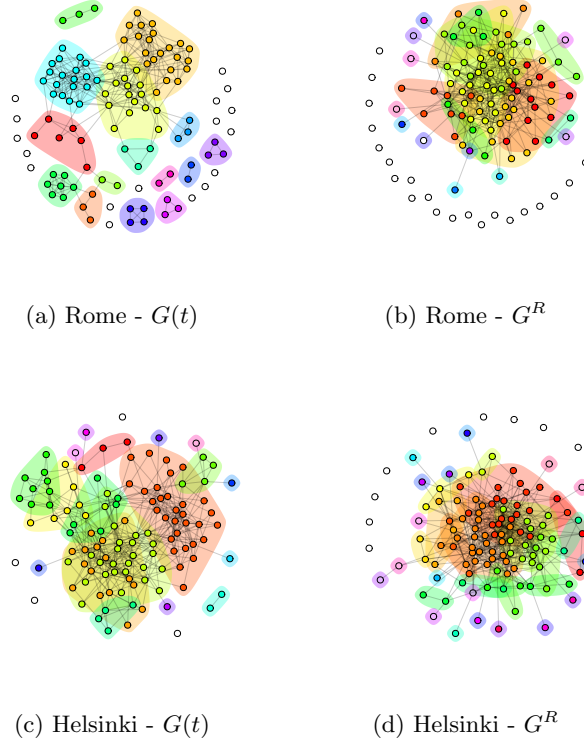 (a) Rome - G(t)
(b) Rome - G^R
(c) Helsinki - G(t)
(d) Helsinki - G^R